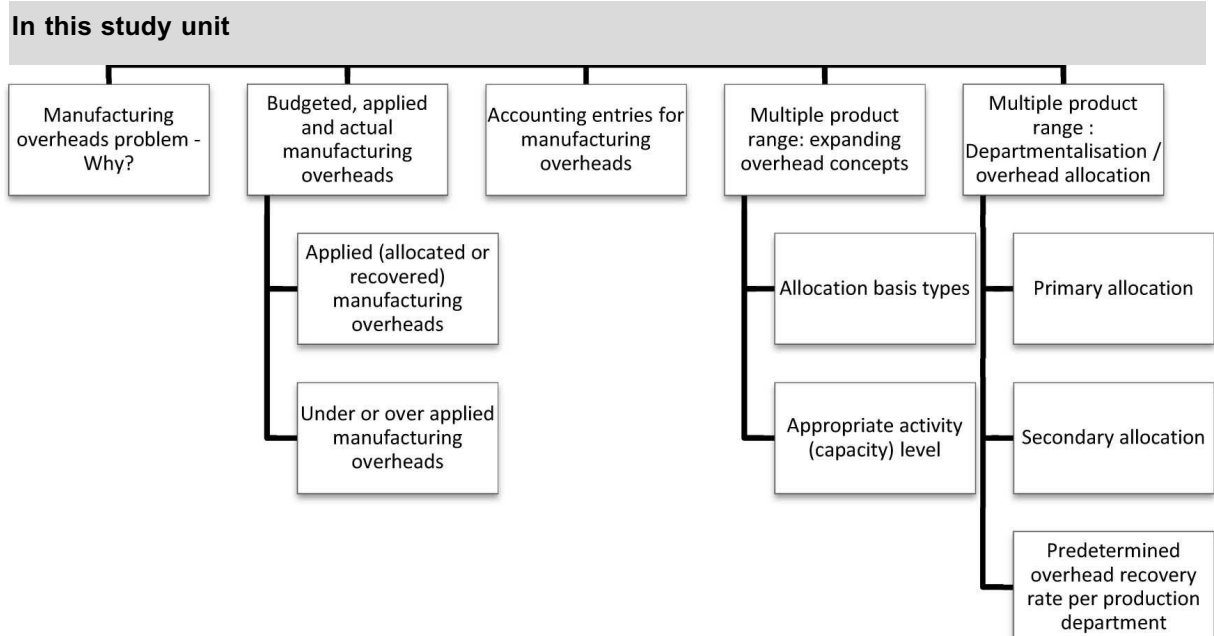 In this study unit
Manufacturing
overheads problem -
Why?
Budgeted, applied
and actual
manufacturing
overheads
Applied (allocated or
recovered)
manufacturing
overheads
Under or over applied
manufacturing
overheads
Accounting entries for
manufacturing
overheads
Multiple product
range: expanding
overhead concepts
Allocation basis types
Appropriate activity
(capacity) level
Multiple product
range :
Departmentalisation /
overhead allocation
Primary allocation
Secondary allocation
Predetermined
overhead recovery
rate per production
department